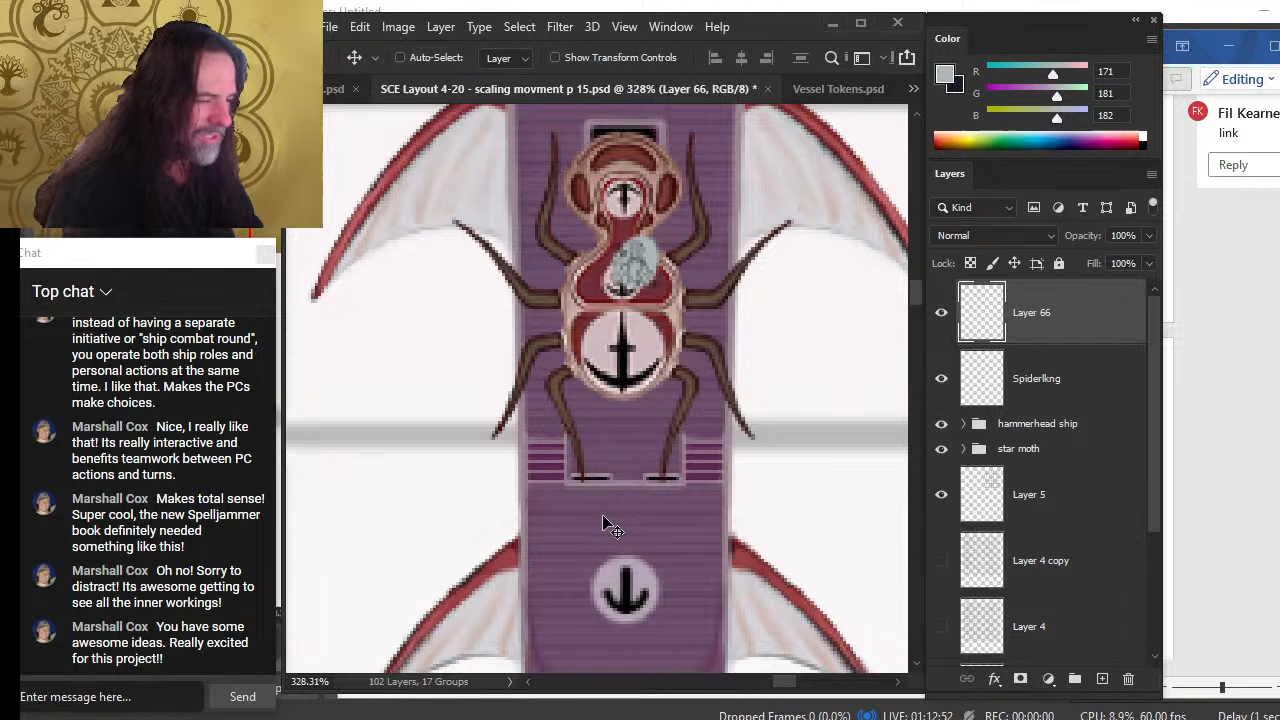 File Edit Image Layer Type Select Filter 3D View Window Help
Auto-Select: Layer Show Transform Controls
.psd SCE Layout 4-20
p 15.psd @ 328% (Layer 66, RGB/8) * Vessel Tokens.psd
Color
R 171
G 181
B 182
Layers
Kind
Normal Opacity: 100%
Lock: Fill: 100%
Layer 66
Spiderlkng
hammerhead ship
star moth
Layer 5
Layer 4 copy
Layer 4
328.31% 102 Layers, 17 Groups
Editing
FK Fil Kearne
link
Reply
Chat
Top chat
instead of having a separate
initiative or "ship combat round",
you operate both ship roles and
personal actions at the same
time. I like that. Makes the PCs
make choices.
Marshall Cox Nice, I really like
that! Its really interactive and
benefits teamwork between PC
actions and turns.
Marshall Cox Makes total sense!
Super cool, the new Spelljammer
book definitely needed
something like this!
Marshall Cox Oh no! Sorry to
distract! Its awesome getting to
see all the inner workings!
Marshall Cox You have some
awesome ideas. Really excited
for this project!!
Enter message here... Send
Dropped Frames 0 (0.0%) LIVE: 01:12:52 REC: 00:00:00 CPU: 8.9%, 60.00 fps Delay (1 sec